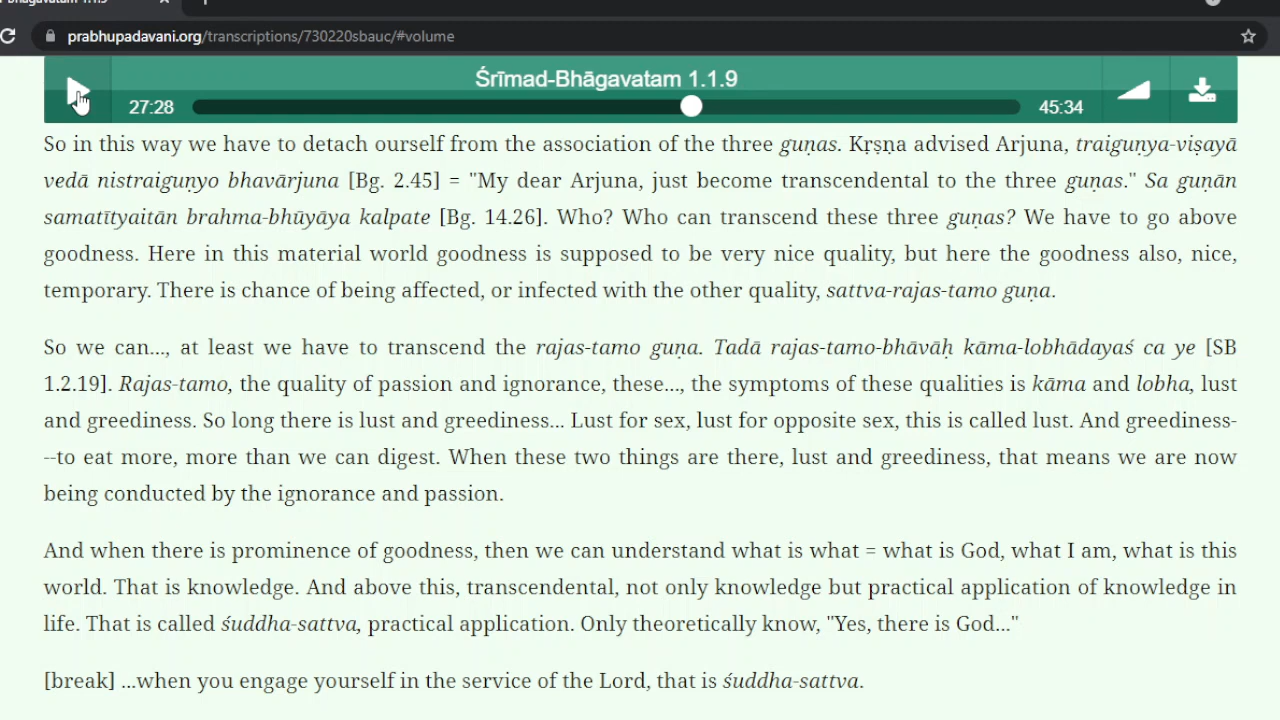 prabhupadavani.org/transcriptions/730220sbauc/#volume
Śrīmad-Bhāgavatam 1.1.9
27:28
45:34
So in this way we have to detach ourself from the association of the three guṇas. Kṛṣṇa advised Arjuna, traiguṇya-viṣayā
vedā nistraiguṇyo bhavārjuna [Bg. 2.45] = "My dear Arjuna, just become transcendental to the three guṇas." Sa guṇān
samatītyaitān brahma-bhūyāya kalpate [Bg. 14.26]. Who? Who can transcend these three guṇas? We have to go above
goodness. Here in this material world goodness is supposed to be very nice quality, but here the goodness also, nice,
temporary. There is chance of being affected, or infected with the other quality, sattva-rajas-tamo guṇa.
So we can..., at least we have to transcend the rajas-tamo guṇa. Tadā rajas-tamo-bhāvāḥ kāma-lobhādayaś ca ye [SB
1.2.19]. Rajas-tamo, the quality of passion and ignorance, these..., the symptoms of these qualities is kāma and lobha, lust
and greediness. So long there is lust and greediness... Lust for sex, lust for opposite sex, this is called lust. And greediness-
--to eat more, more than we can digest. When these two things are there, lust and greediness, that means we are now
being conducted by the ignorance and passion.
And when there is prominence of goodness, then we can understand what is what = what is God, what I am, what is this
world. That is knowledge. And above this, transcendental, not only knowledge but practical application of knowledge in
life. That is called śuddha-sattva, practical application. Only theoretically know, "Yes, there is God..."
[break] ...when you engage yourself in the service of the Lord, that is śuddha-sattva.